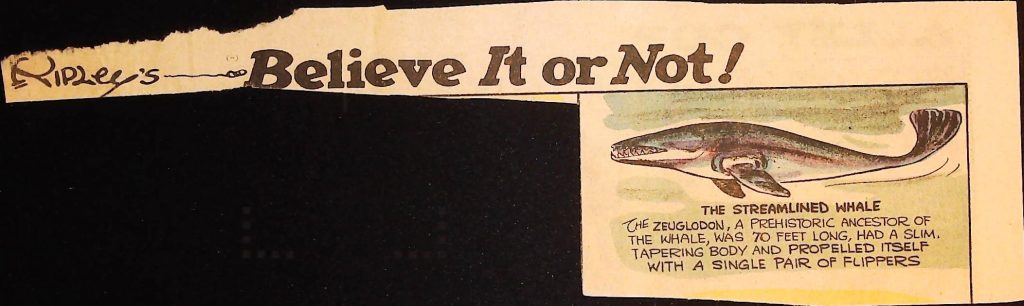 Ripley's Believe It or Not!
THE STREAMLINED WHALE
THE ZEUGLODON, A PREHISTORIC ANCESTOR OF
THE WHALE, WAS 70 FEET LONG, HAD A SLIM.
TAPERING BODY AND PROPELLED ITSELF
WITH A SINGLE PAIR OF FLIPPERS